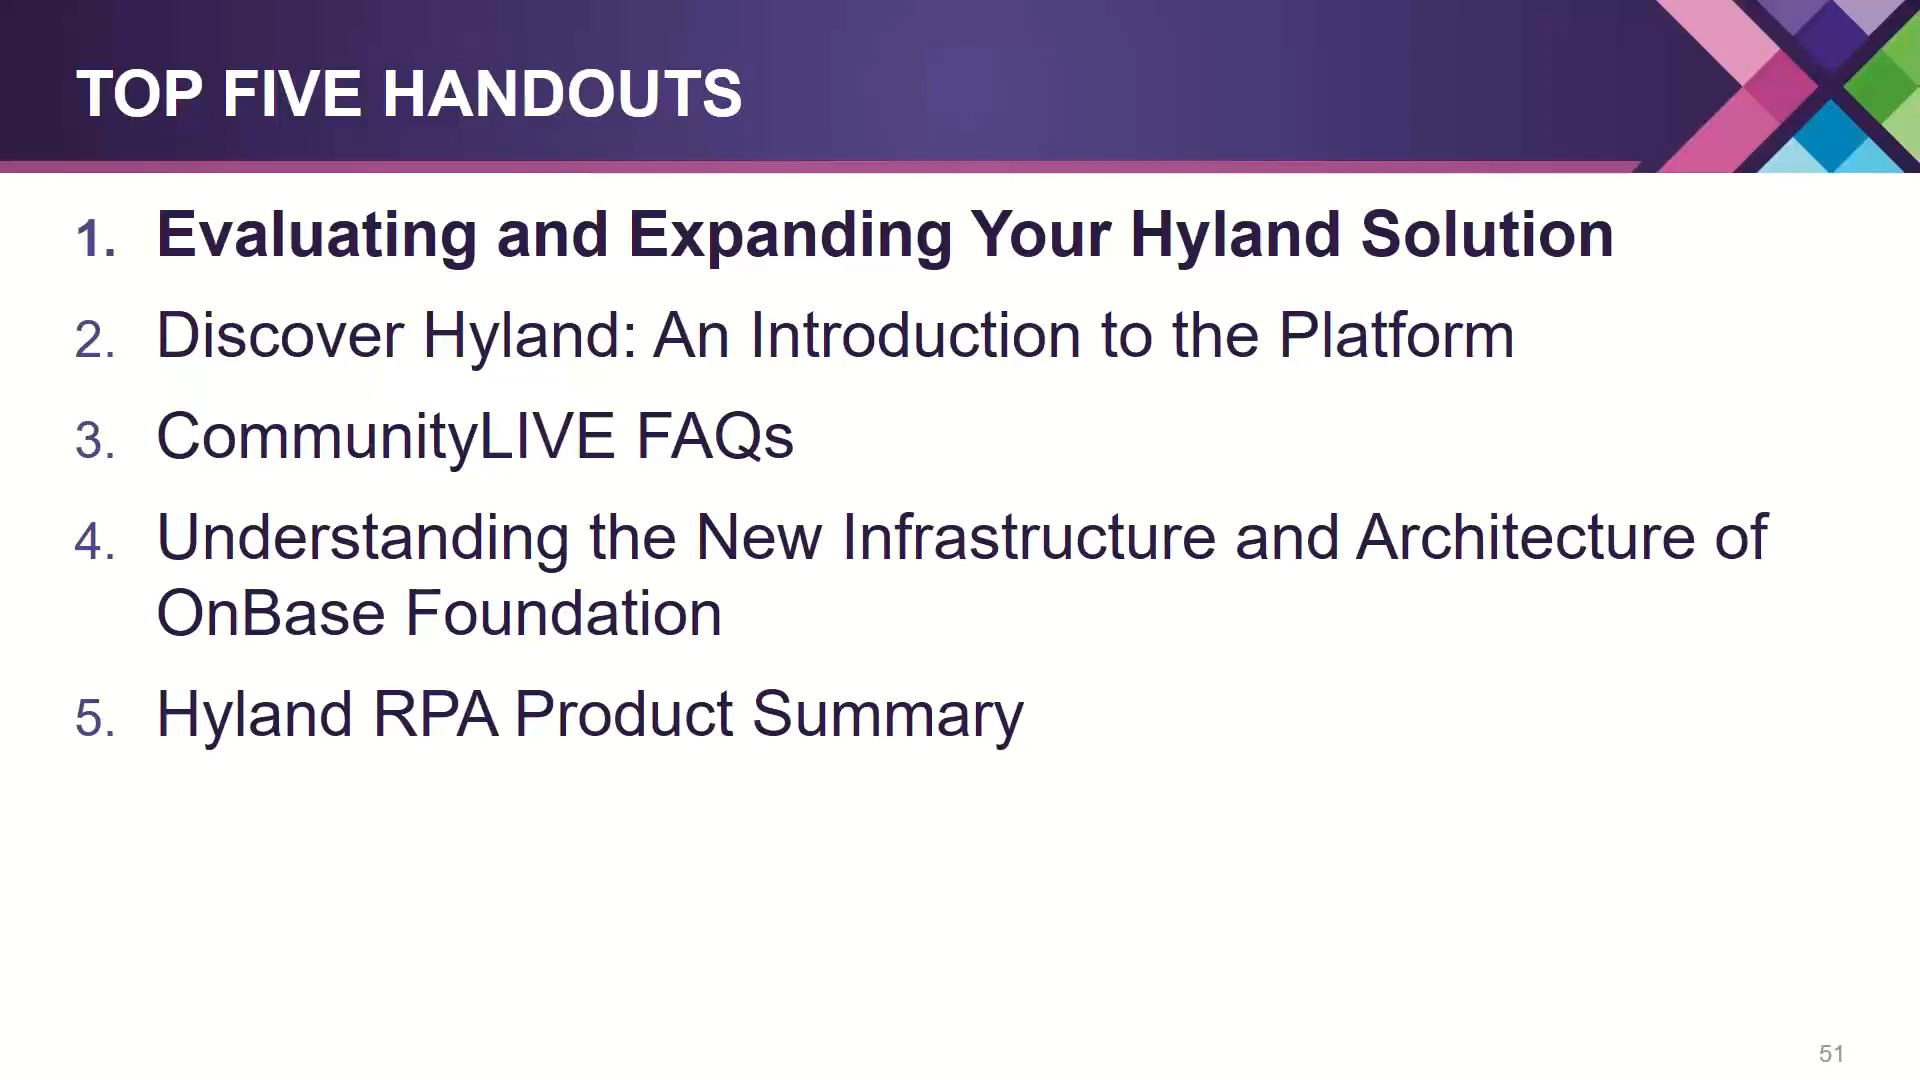 TOP FIVE HANDOUTS
1. Evaluating and Expanding Your Hyland Solution
2. Discover Hyland: An Introduction to the Platform
3. CommunityLIVE FAQs
4. Understanding the New Infrastructure and Architecture of
OnBase Foundation
5. Hyland RPA Product Summary
51